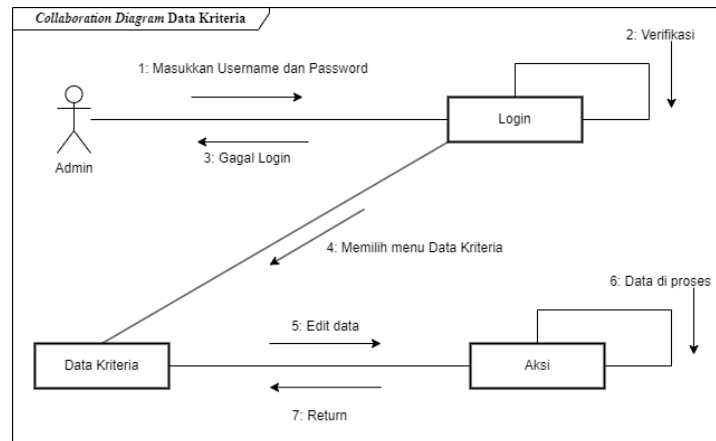 Collaboration Diagram Data Kriteria
2: Verifikasi
1: Masukkan Username dan Password
Login
3: Gagal Login
Admin
4: Memilih menu Data Kriteria
6: Data di proses
5: Edit data
Data Kriteria
Aksi
7: Return